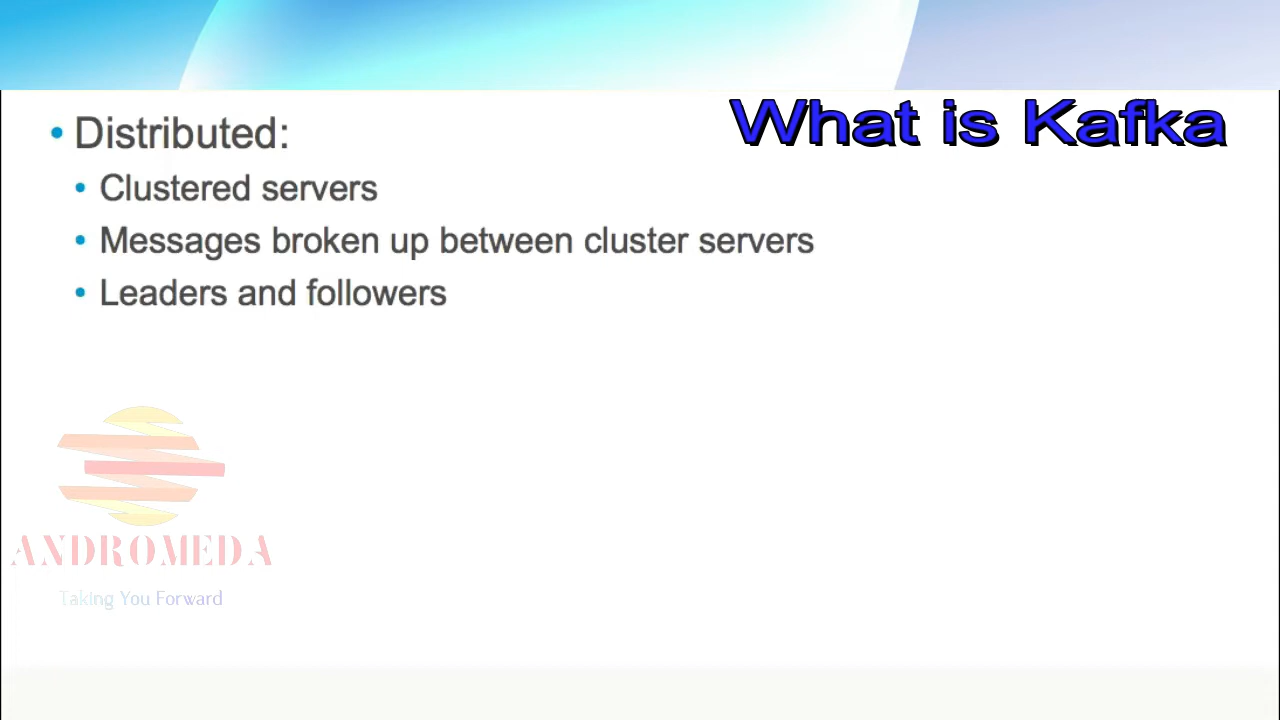 What is Kafka
• Distributed:
• Clustered servers
• Messages broken up between cluster servers
• Leaders and followers
ANDROMEDA
Taking You Forward